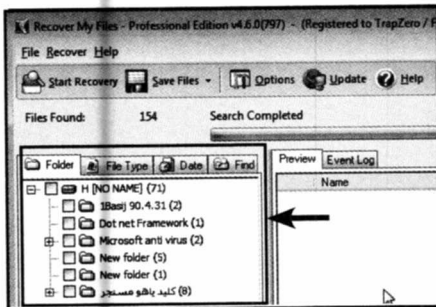 Recover My Files - Professional Edition v4.6.0(797) - (Registered to TrapZero / F
File Recover Help
Start Recovery Save Files Options Update Help
Files Found: 154 Search Completed
Folder File Type Date Find
Preview Event Log
Name
H [NO NAME] (71)
1Basij 90.4.31 (2)
Dot net Framework (1)
Microsoft anti virus (2)
New folder (5)
New folder (1)
کلید یاهو مسنجر (8)